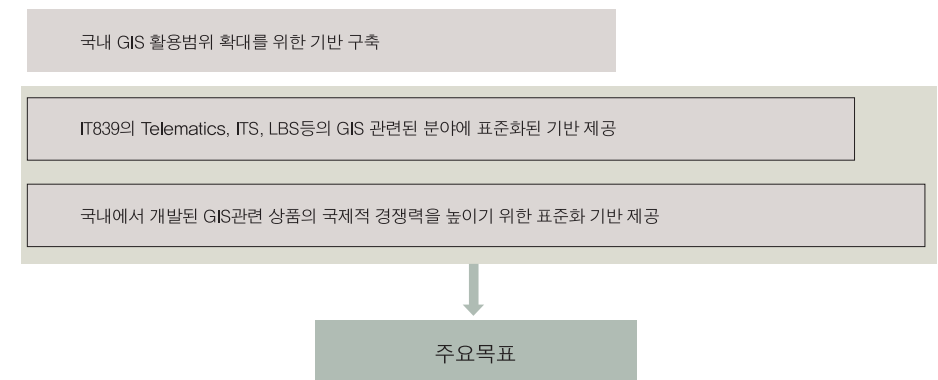 국내 GIS 활용범위 확대를 위한 기반 구축
IT839의 Telematics, ITS, LBS등의 GIS 관련된 분야에 표준화된 기반 제공
국내에서 개발된 GIS관련 상품의 국제적 경쟁력을 높이기 위한 표준화 기반 제공
주요목표